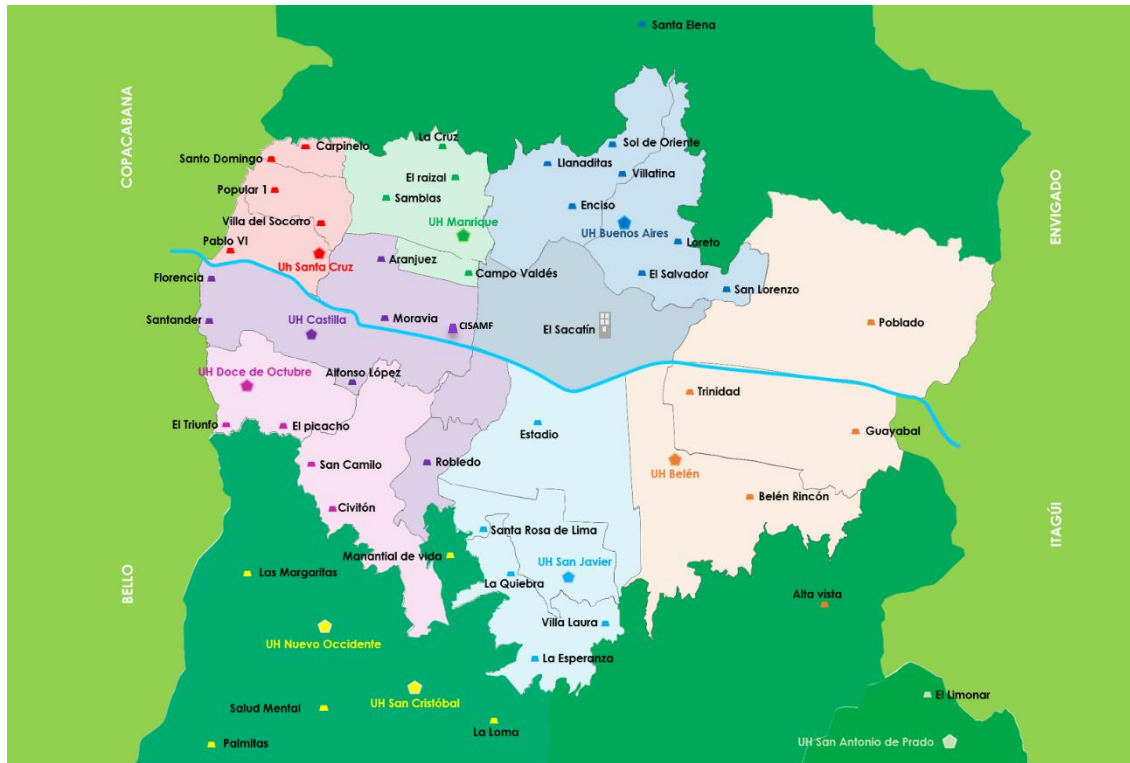 Santa Elena
COPACABANA
La Cruz
Carpinelo
Sol de Oriente
Santo Domingo
Llanaditas
Villatina
El raizal
Popular 1
Samblas
Enciso
ENVIGADO
Villa del Socorro
UH Manrique
UH Buenos Aires
Loreto
Pablo VI
Uh Santa Cruz
Aranjuez
Campo Valdés
El Salvador
Florencia
San Lorenzo
Santander
UH Castilla
Moravia
CISAMF
El Sacatín
Poblado
UH Doce de Octubre
Alfonso López
Trinidad
El Triunfo
El picacho
Estadio
Guayabal
San Camilo
Robledo
UH Belén
Belén Rincón
Civitón
Santa Rosa de Lima
ITAGÚI
Manantial de vida
UH San Javier
Las Margaritas
La Quiebra
BELLO
Alta vista
Villa Laura
UH Nuevo Occidente
La Esperanza
El Limonar
UH San Cristóbal
Salud Mental
La Loma
Palmitas
UH San Antonio de Prado